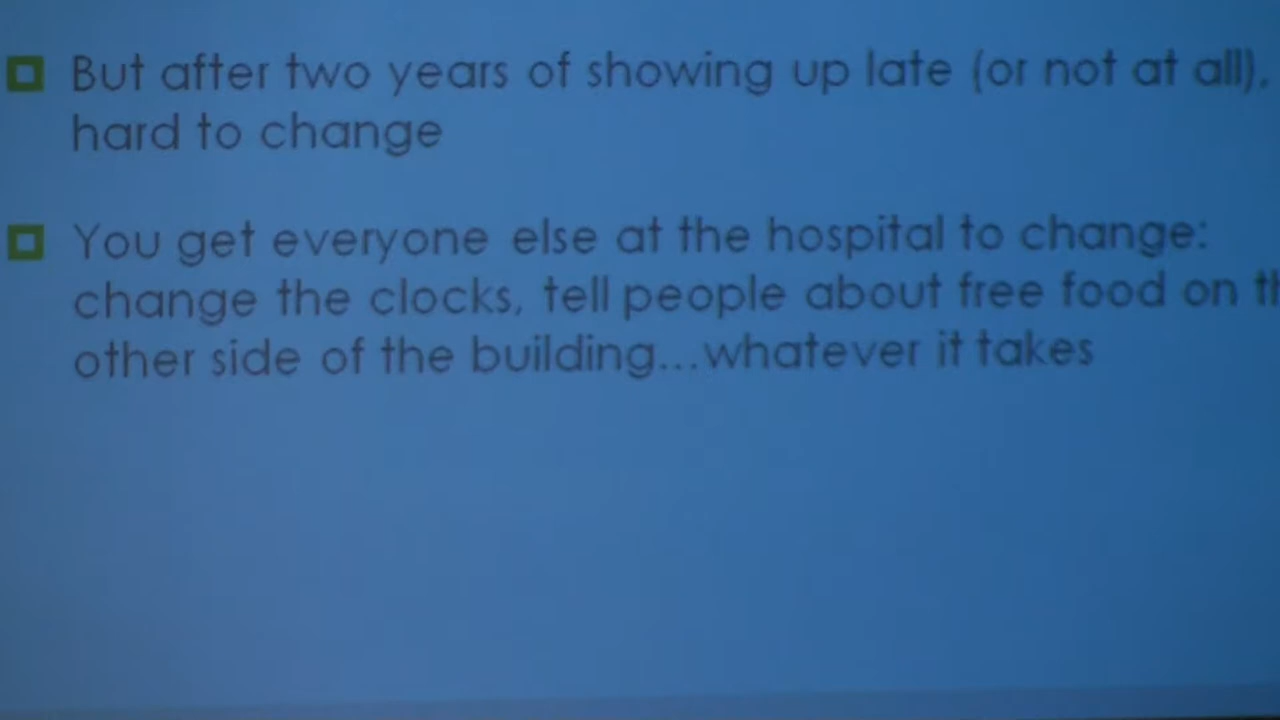 But after two years of showing up late (or not at all),
hard to change
You get everyone else at the hospital to change:
change the clocks, tell people about free food on
other side of the building...whatever it takes